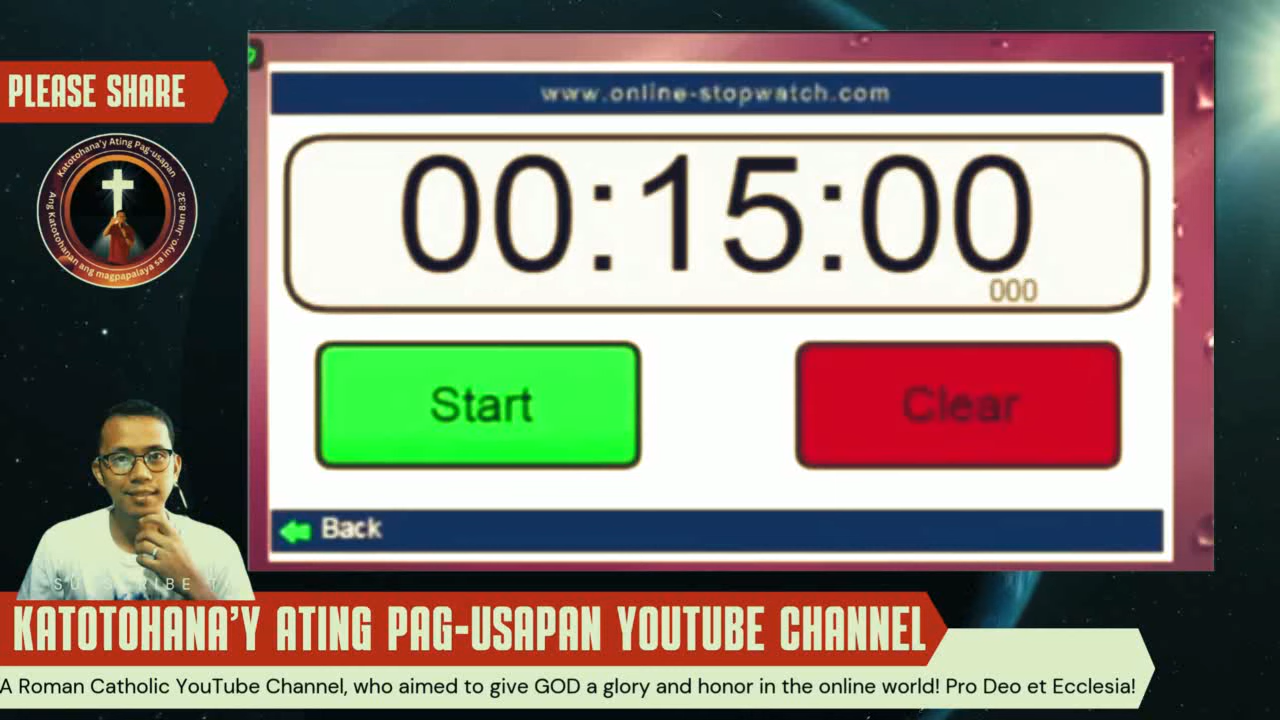 PLEASE SHARE
Katotohana'y Ating Pag-usapan
Ang Katotohanan ang magpapalaya sa inyo. Juan 8:32
www.online-stopwatch.com
00:15:00
000
Start
Clear
Back
KATOTOHANA'Y ATING PAG-USAPAN YOUTUBE CHANNEL
A Roman Catholic YouTube Channel, who aimed to give GOD a glory and honor in the online world! Pro Deo et Ecclesia!